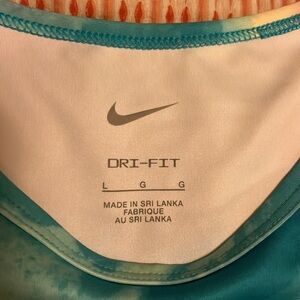 DRI-FIT
L G G
MADE IN SRI LANKA
FABRIQUE
AU SRI LANKA